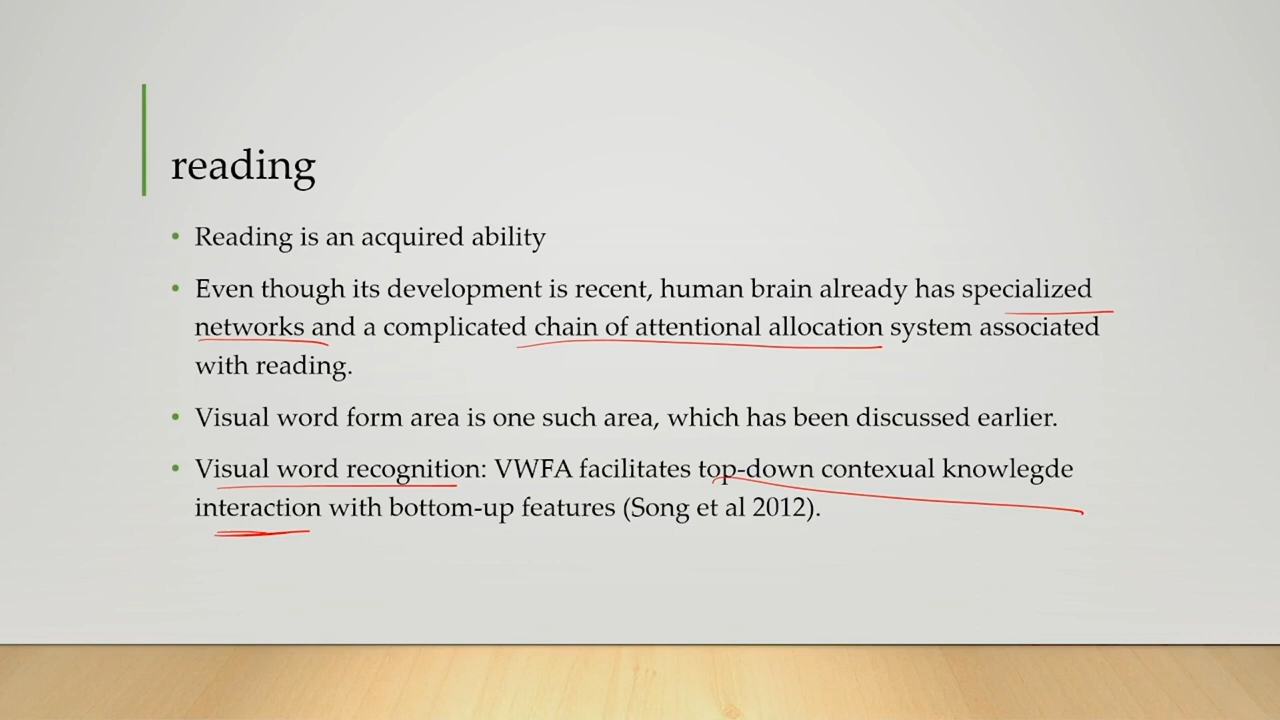 reading
• Reading is an acquired ability
• Even though its development is recent, human brain already has specialized
networks and a complicated chain of attentional allocation system associated
with reading.
• Visual word form area is one such area, which has been discussed earlier.
• Visual word recognition: VWFA facilitates top-down contexual knowlegde
interaction with bottom-up features (Song et al 2012).